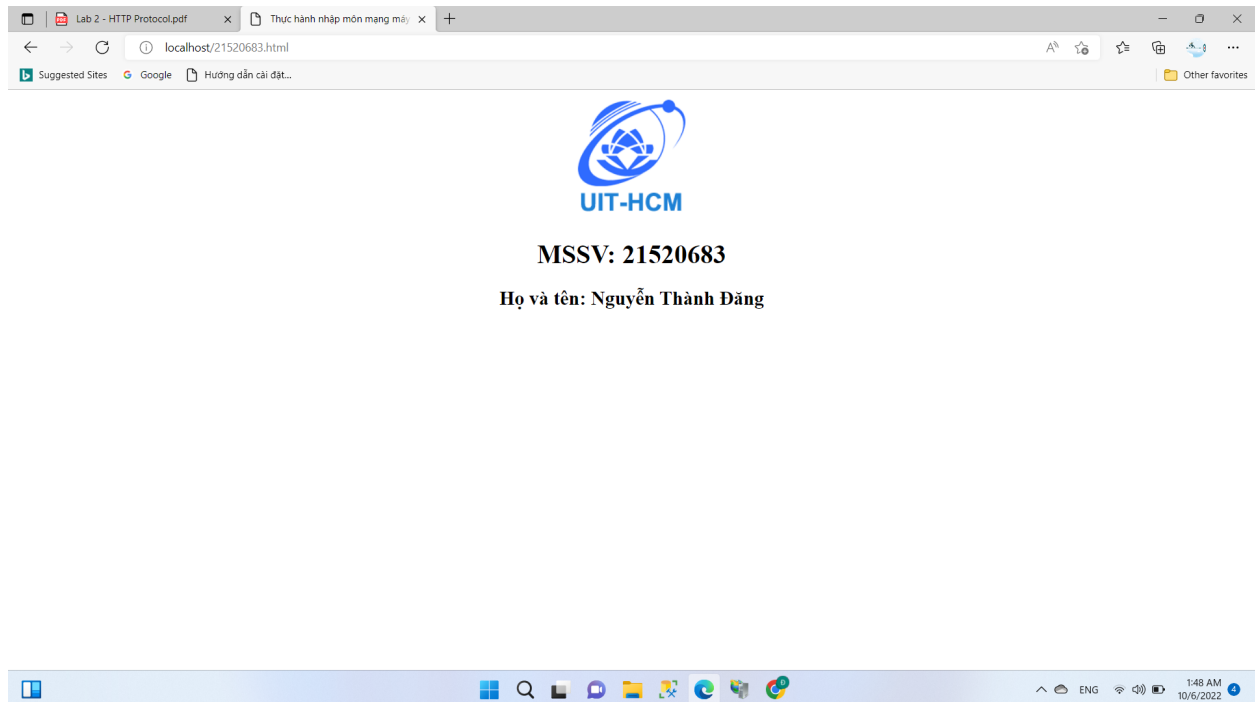 Lab 2 - HTTP Protocol.pdf
Thực hành nhập môn mạng máy
localhost/21520683.html
Suggested Sites
Google
Hướng dẫn cài đặt...
Other favorites
UIT-HCM
MSSV: 21520683
Họ và tên: Nguyễn Thành Đăng
ENG
1:48 AM
10/6/2022
4